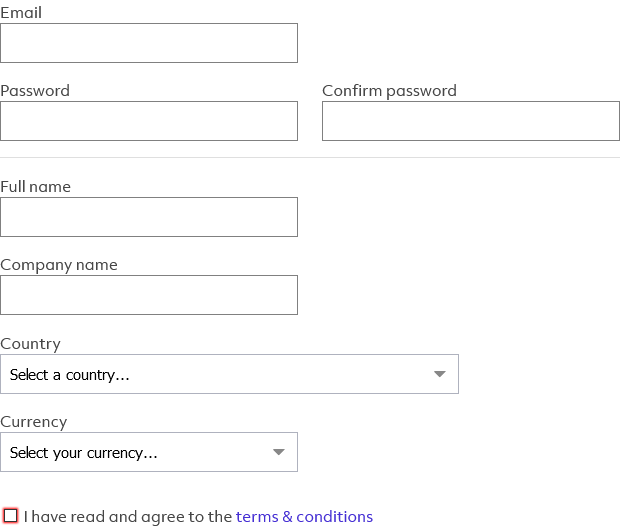 Email
Password Confirm password
Full name
Company name
Country
Select a country...
Currency
Select your currency...
I have read and agree to the terms & conditions